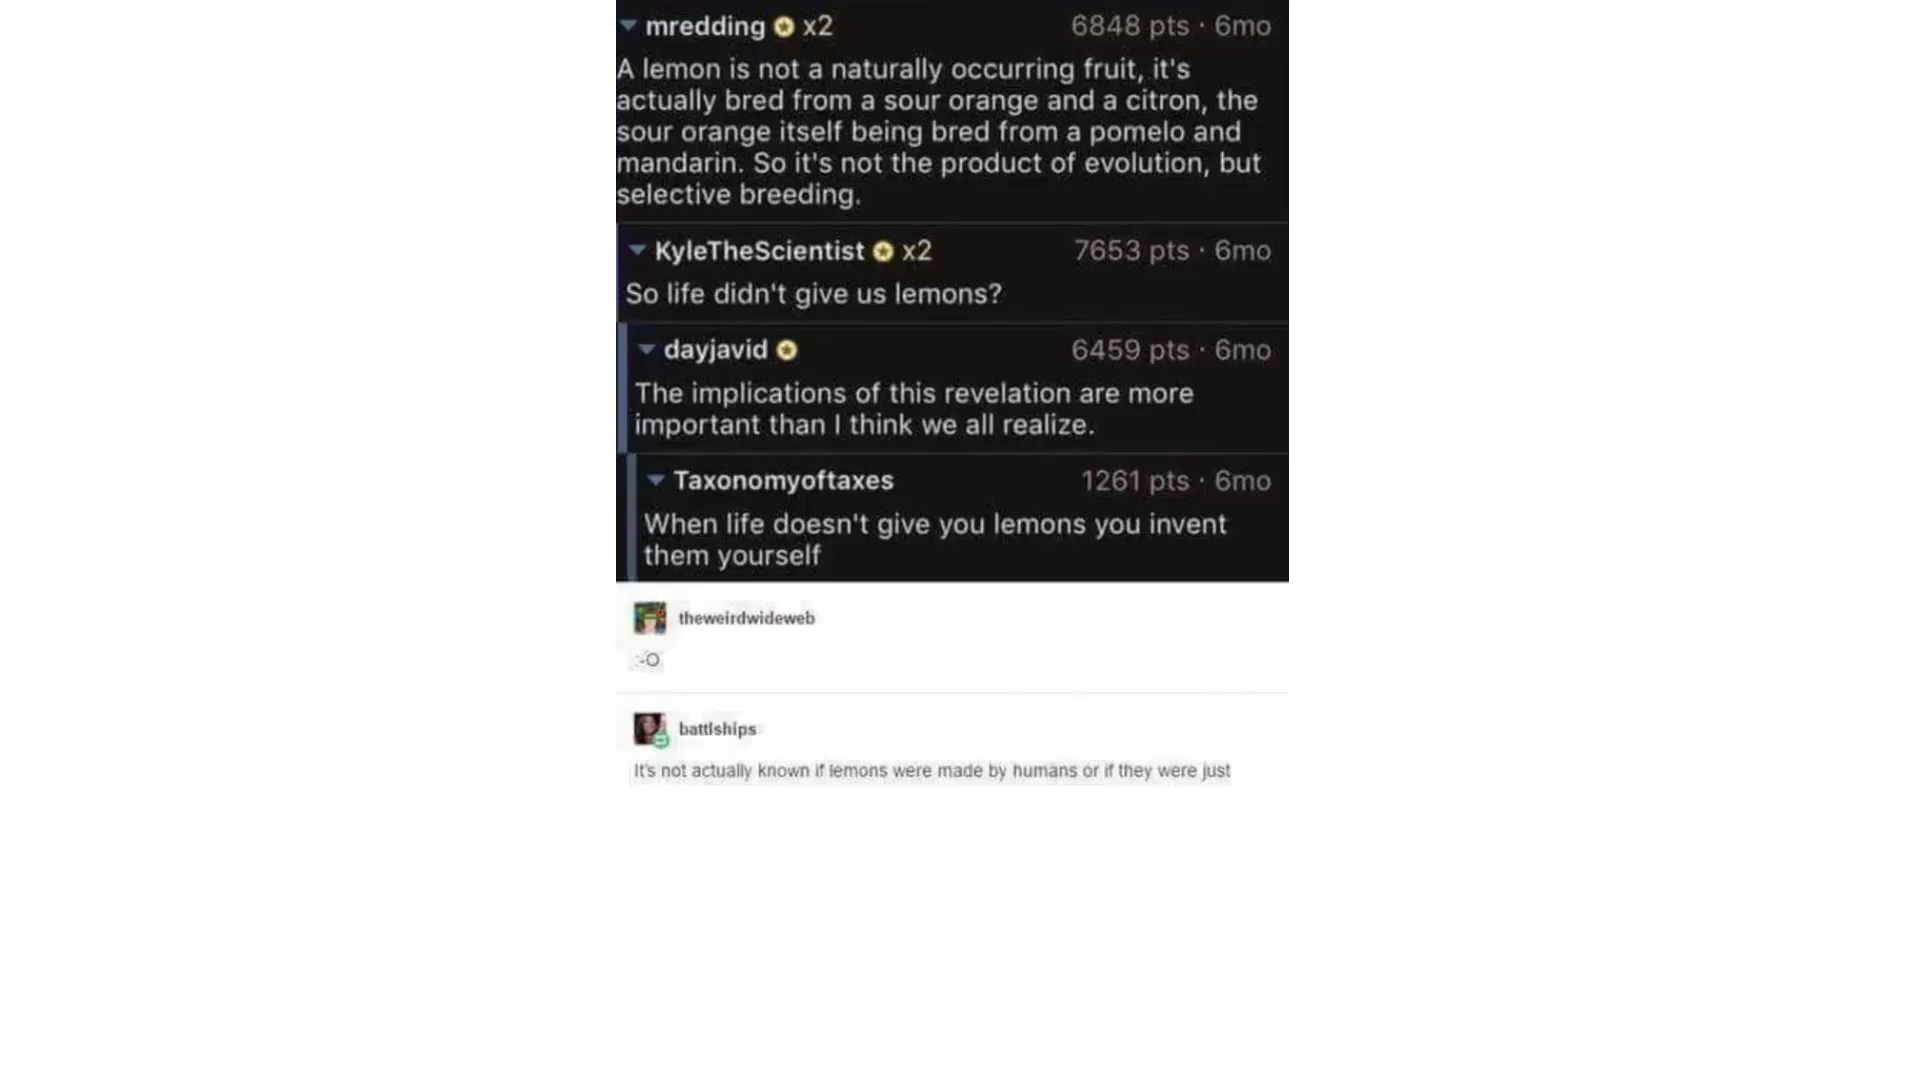 mredding x2 6848 pts · 6mo
A lemon is not a naturally occurring fruit, it's
actually bred from a sour orange and a citron, the
sour orange itself being bred from a pomelo and
mandarin. So it's not the product of evolution, but
selective breeding.
KyleTheScientist x2 7653 pts · 6mo
So life didn't give us lemons?
dayjavid 6459 pts · 6mo
The implications of this revelation are more
important than I think we all realize.
Taxonomyoftaxes 1261 pts · 6mo
When life doesn't give you lemons you invent
them yourself
theweirdwideweb
:-O
battlships
It's not actually known if lemons were made by humans or if they were just